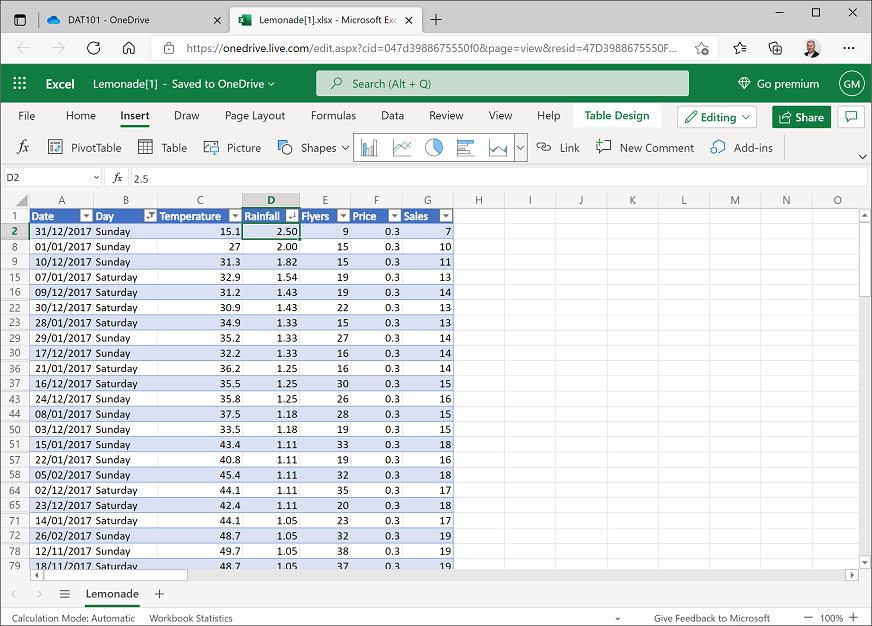 DAT101 - OneDrive Lemonade[1].xlsx - Microsoft Exc
https://onedrive.live.com/edit.aspx?cid=047d3988675550f0&page=view&resid=47D3988675550F...
Excel Lemonade[1] - Saved to OneDrive Search (Alt + Q) Go premium GM
File Home Insert Draw Page Layout Formulas Data Review View Help Table Design Editing Share
fx PivotTable Table Picture Shapes Link New Comment Add-ins
D2 fx 2.5
A B C D E F G H I J K L M N O
1 Date Day Temperature Rainfall Flyers Price Sales
2 31/12/2017 Sunday 15.1 2.50 9 0.3 7
8 01/01/2017 Sunday 27 2.00 15 0.3 10
9 10/12/2017 Sunday 31.3 1.82 15 0.3 11
15 07/01/2017 Saturday 32.9 1.54 19 0.3 13
16 09/12/2017 Saturday 31.2 1.43 19 0.3 14
22 30/12/2017 Saturday 30.9 1.43 22 0.3 13
23 28/01/2017 Saturday 34.9 1.33 15 0.3 13
29 29/01/2017 Sunday 35.2 1.33 27 0.3 14
30 17/12/2017 Sunday 32.2 1.33 16 0.3 14
36 21/01/2017 Saturday 36.2 1.25 16 0.3 14
37 16/12/2017 Saturday 35.5 1.25 30 0.3 15
43 24/12/2017 Sunday 35.8 1.25 26 0.3 16
44 08/01/2017 Sunday 37.5 1.18 28 0.3 15
50 03/12/2017 Sunday 33.5 1.18 19 0.3 15
51 15/01/2017 Sunday 43.4 1.11 33 0.3 18
57 22/01/2017 Sunday 40.8 1.11 19 0.3 16
58 05/02/2017 Sunday 45.4 1.11 32 0.3 18
64 02/12/2017 Saturday 44.1 1.11 35 0.3 17
65 23/12/2017 Saturday 42.4 1.11 20 0.3 18
71 14/01/2017 Saturday 44.1 1.05 23 0.3 17
72 26/02/2017 Sunday 48.7 1.05 32 0.3 19
78 12/11/2017 Sunday 49.7 1.05 38 0.3 19
79 18/11/2017 Saturday 48.7 1.05 37 0.3 19
Lemonade
Calculation Mode: Automatic Workbook Statistics Give Feedback to Microsoft 100%